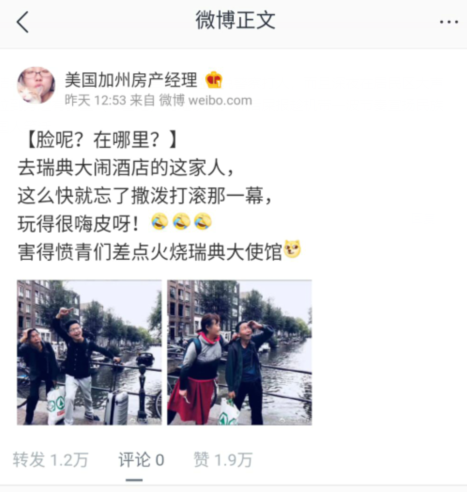 微博正文
美国加州房产经理
昨天 12:53 来自 微博 weibo.com
【脸呢？在哪里？】
去瑞典大闹酒店的这家人，
这么快就忘了撒泼打滚那一幕，
玩得很嗨皮呀！
害得愤青们差点火烧瑞典大使馆
转发 1.2万 评论 0 赞 1.9万